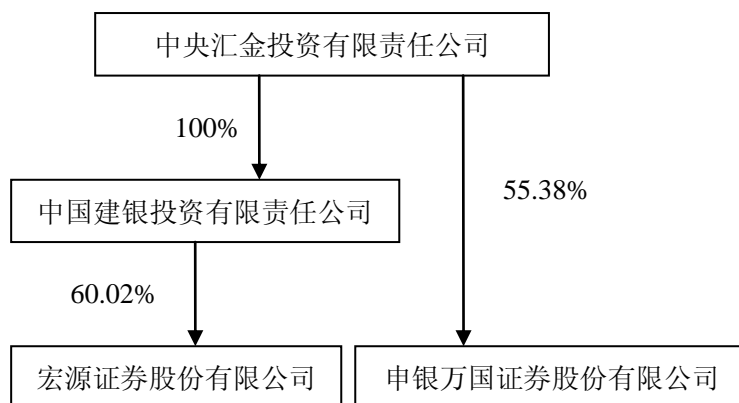 中央汇金投资有限责任公司
100%
中国建银投资有限责任公司
55.38%
60.02%
宏源证券股份有限公司
申银万国证券股份有限公司